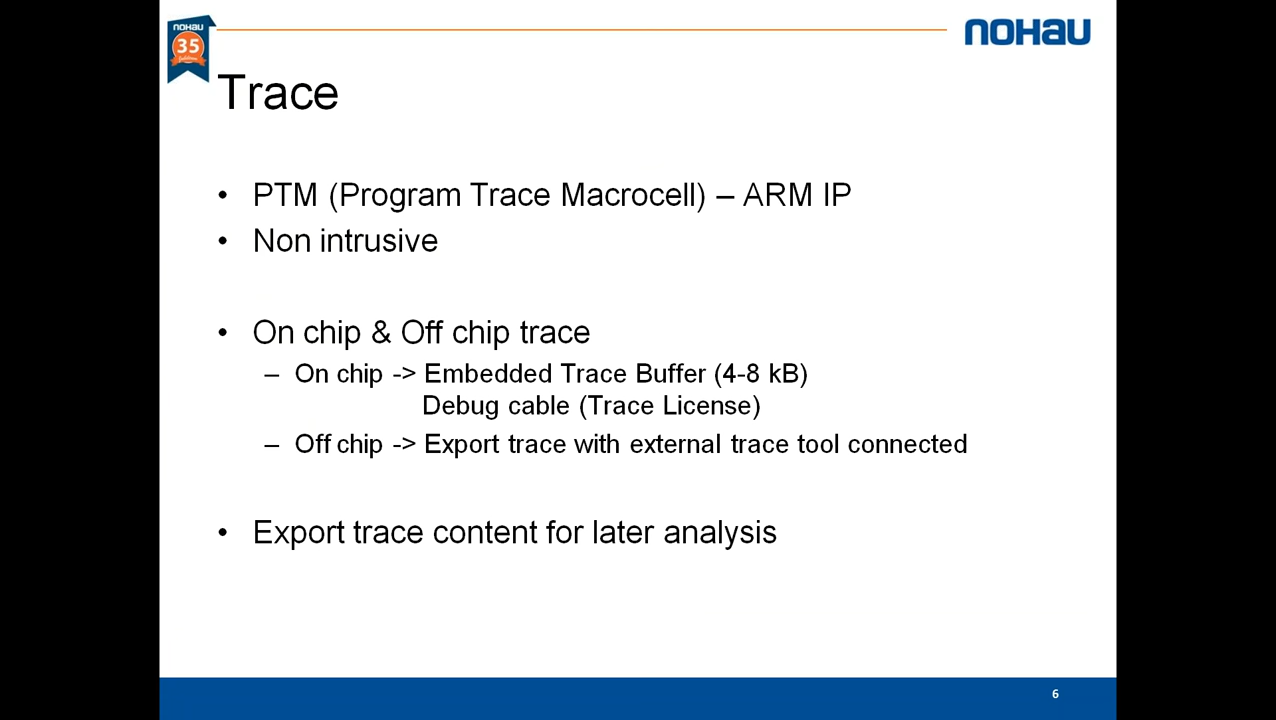 NOHAU
35
NOHAU
Trace
• PTM (Program Trace Macrocell) – ARM IP
• Non intrusive
• On chip & Off chip trace
– On chip -> Embedded Trace Buffer (4-8 kB)
Debug cable (Trace License)
– Off chip -> Export trace with external trace tool connected
• Export trace content for later analysis
6